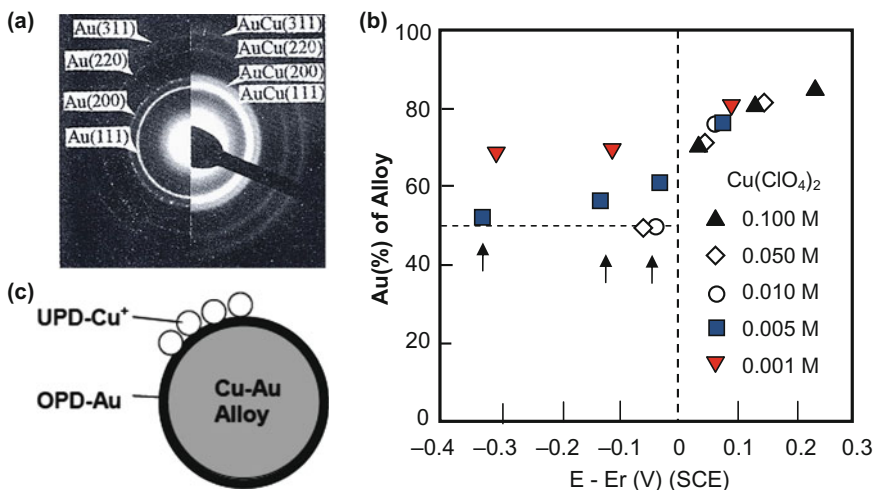 (a)
Au(311)
Au(220)
Au(200)
Au(111)
AuCu(311)
AuCu(220)
AuCu(200)
AuCu(111)
(b)
100
80
60
40
20
0
Au(%) of Alloy
–0.4
–0.3
–0.2
–0.1
0
0.1
0.2
0.3
E - Er (V) (SCE)
Cu(ClO₄)₂
0.100 M
0.050 M
0.010 M
0.005 M
0.001 M
(c)
UPD-Cu⁺
OPD-Au
Cu-Au
Alloy